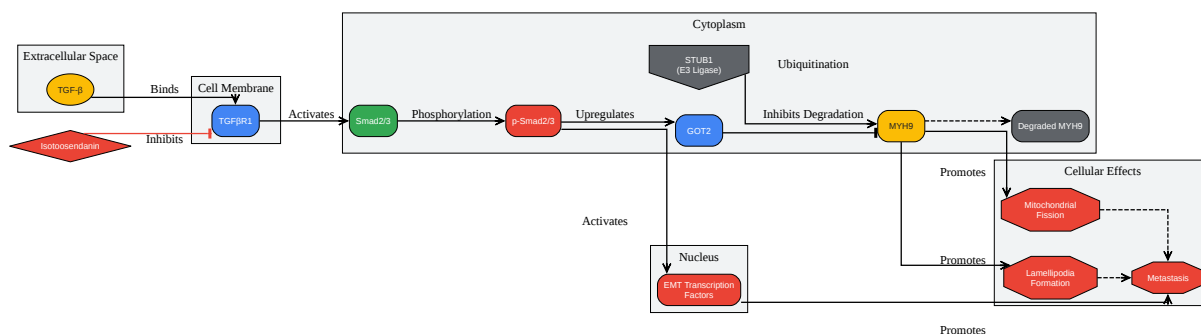 Cytoplasm
Extracellular Space
TGF-β
Binds
Cell Membrane
TGFβR1
Isotoosendanin
Inhibits
Activates
Smad2/3
Phosphorylation
p-Smad2/3
Upregulates
GOT2
STUB1
(E3 Ligase)
Ubiquitination
Inhibits Degradation
MYH9
Degraded MYH9
Promotes
Cellular Effects
Mitochondrial
Fission
Activates
Nucleus
EMT Transcription
Factors
Promotes
Lamellipodia
Formation
Metastasis
Promotes